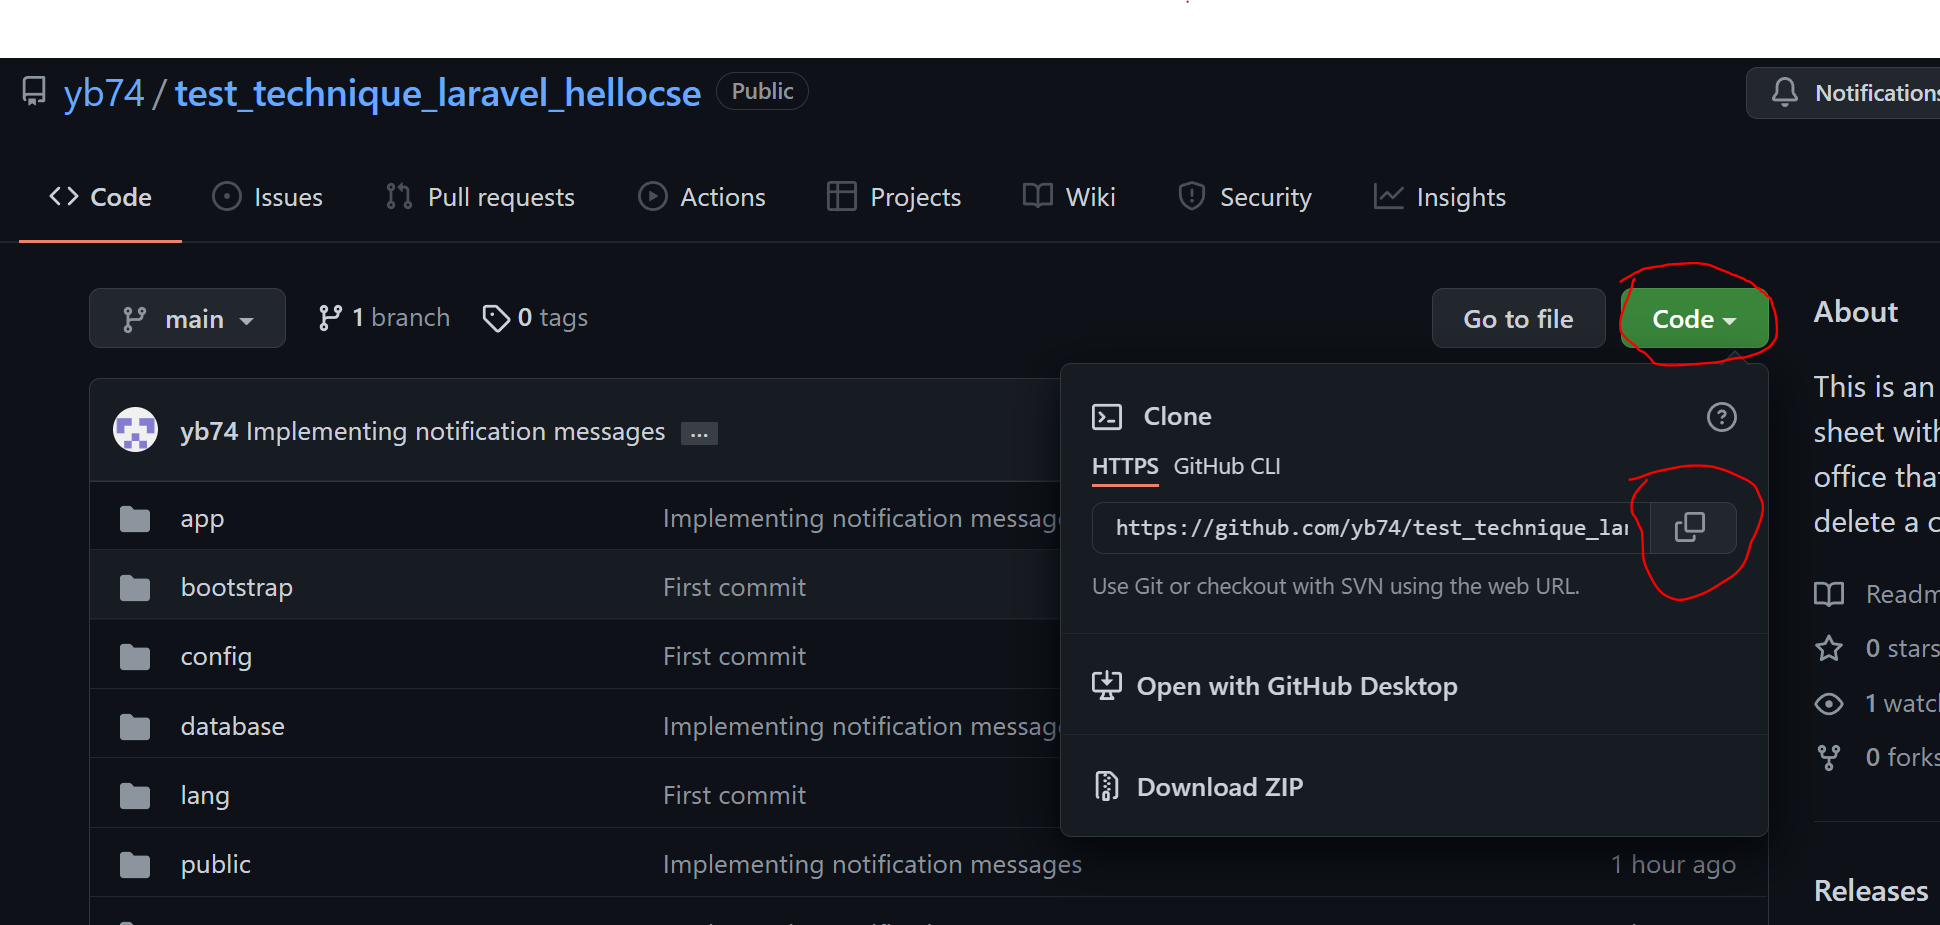 yb74 / test_technique_laravel_hellocse Public
Notifications
Code Issues Pull requests Actions Projects Wiki Security Insights
main 1 branch 0 tags Go to file Code
About
This is an
sheet with
office that
delete a c
yb74 Implementing notification messages ...
Clone
HTTPS GitHub CLI
https://github.com/yb74/test_technique_lar
Use Git or checkout with SVN using the web URL.
Open with GitHub Desktop
Download ZIP
app Implementing notification messag
bootstrap First commit
config First commit
database Implementing notification messag
lang First commit
public Implementing notification messages 1 hour ago
Readm
0 stars
1 watc
0 forks
Releases